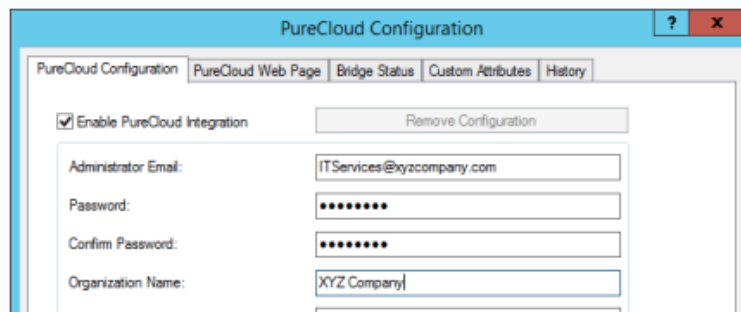 PureCloud Configuration ? x
PureCloud Configuration PureCloud Web Page Bridge Status Custom Attributes History
Enable PureCloud Integration Remove Configuration
Administrator Email: ITServices@xyzcompany.com
Password: ●●●●●●●●
Confirm Password: ●●●●●●●●
Organization Name: XYZ Company